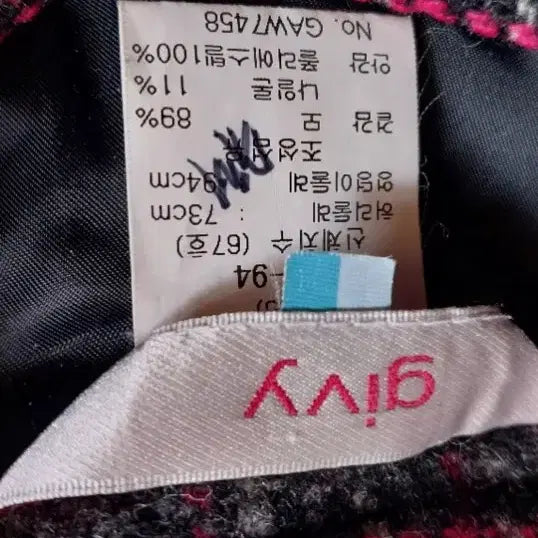 givy
-94
신체치수 (67호)
허리둘레 : 73cm
엉덩이둘레 94cm
조성섬유
겉감 모 89%
나일론 11%
안감 폴리에스텔100%
No. GAW7458